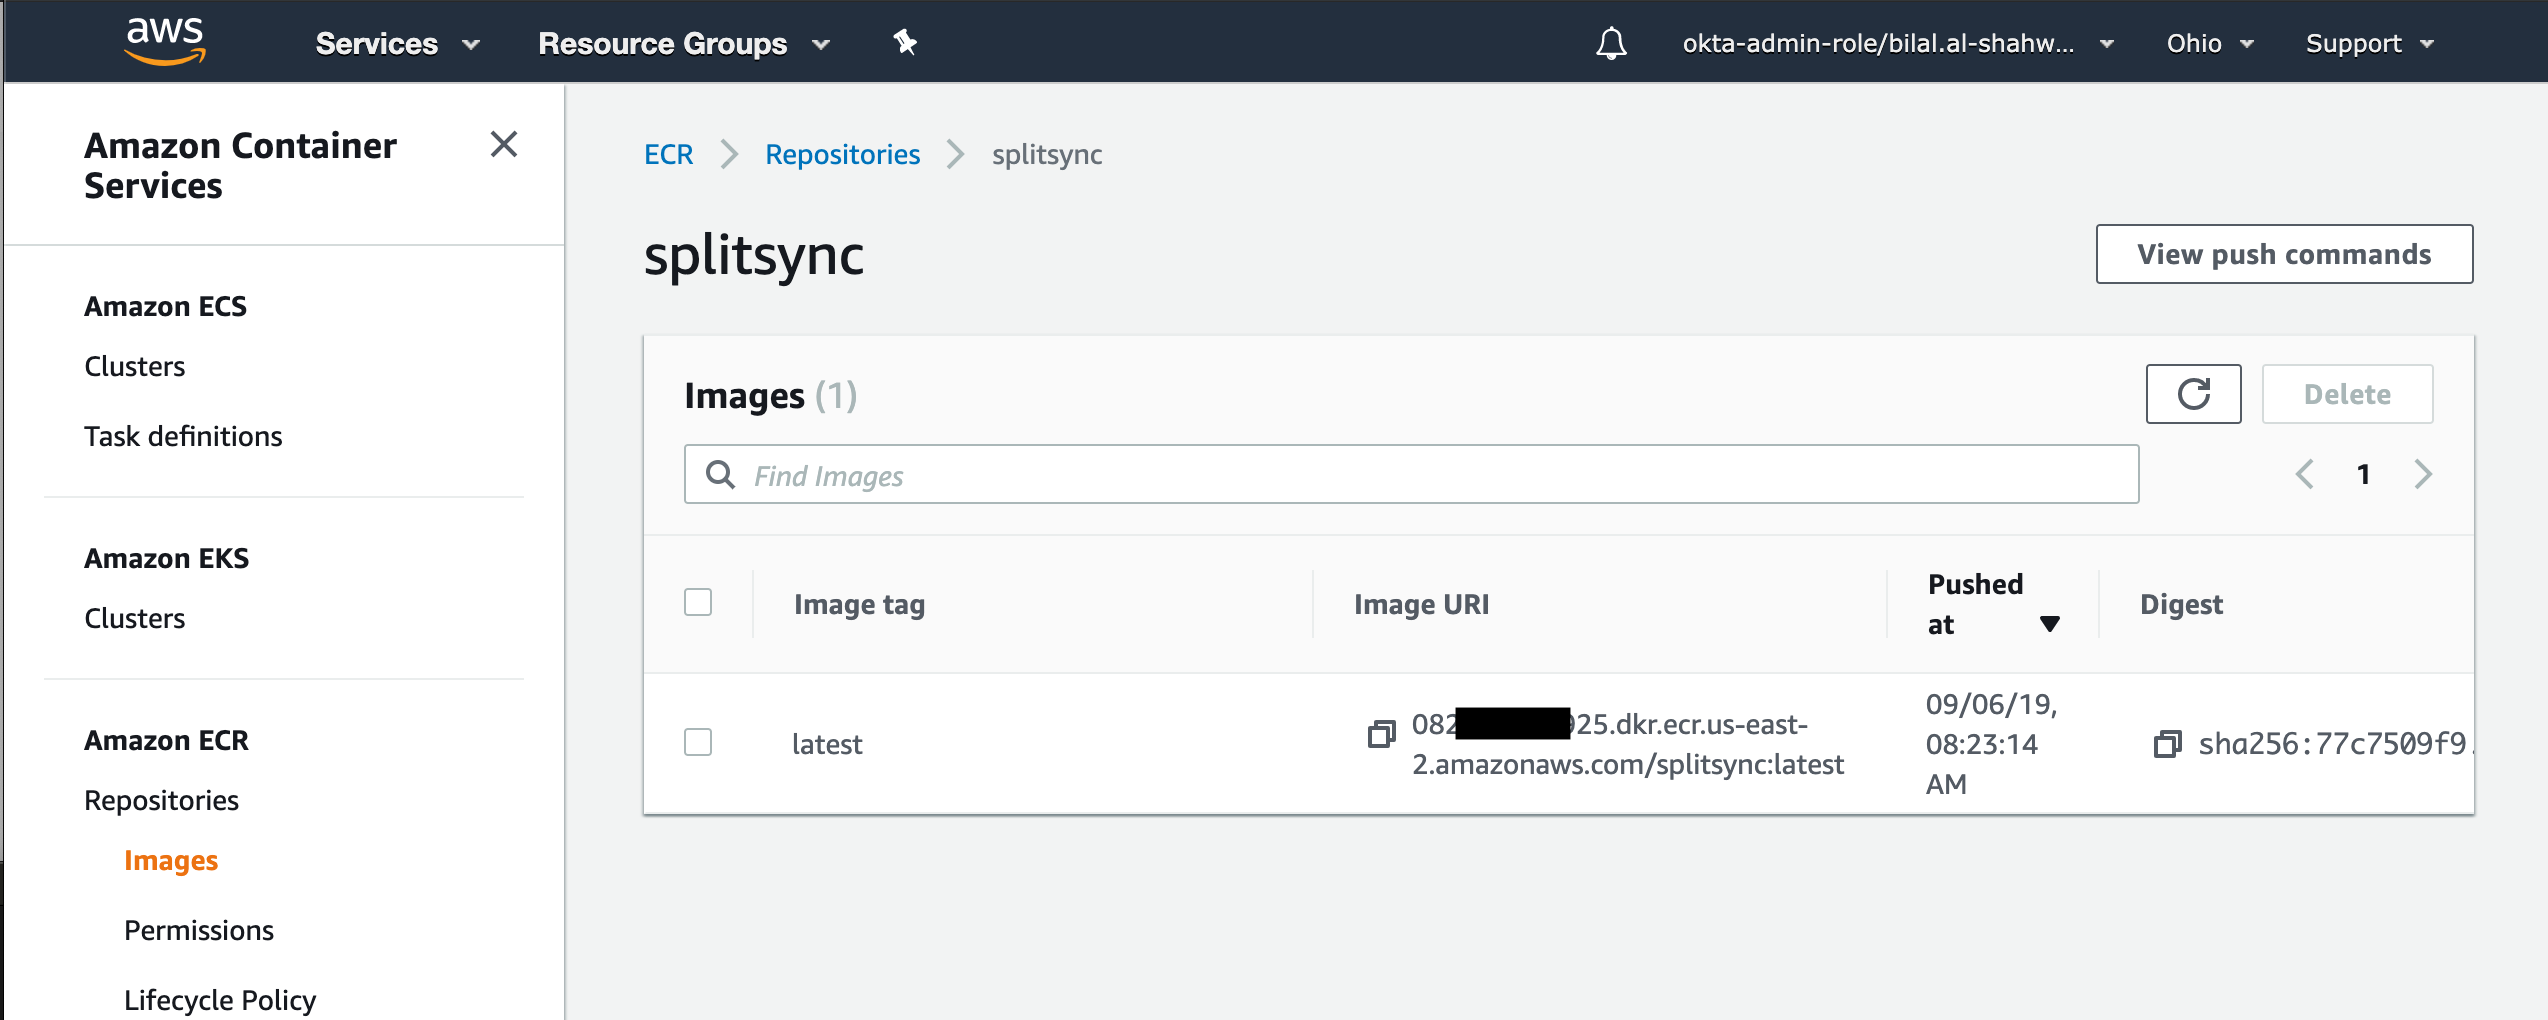 aws
Services
Resource Groups
okta-admin-role/bilal.al-shahw...
Ohio
Support
Amazon Container
Services
Amazon ECS
Clusters
Task definitions
Amazon EKS
Clusters
Amazon ECR
Repositories
Images
Permissions
Lifecycle Policy
ECR
Repositories
splitsync
splitsync
View push commands
Images (1)
Delete
Find Images
1
Image tag
Image URI
Pushed
at
Digest
latest
082 25.dkr.ecr.us-east-
2.amazonaws.com/splitsync:latest
09/06/19,
08:23:14
AM
sha256:77c7509f9.